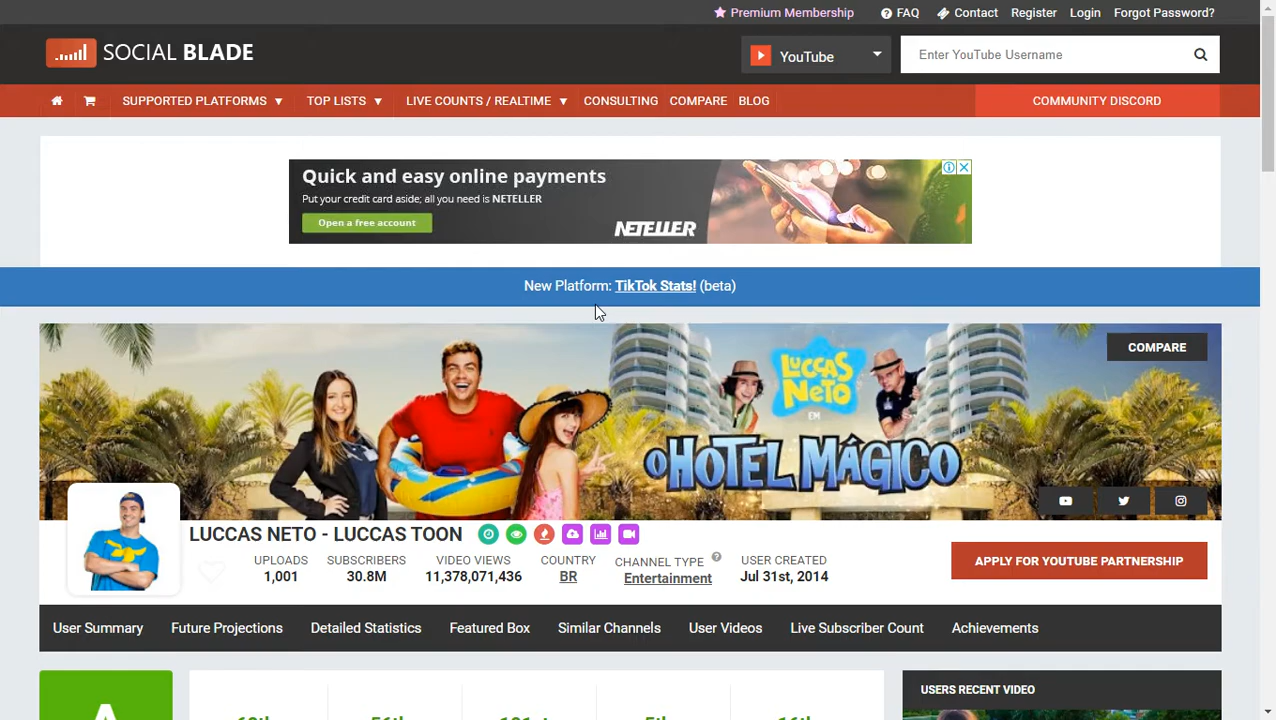 Premium Membership FAQ Contact Register Login Forgot Password?
SOCIAL BLADE
YouTube
Enter YouTube Username
SUPPORTED PLATFORMS ▼ TOP LISTS ▼ LIVE COUNTS / REALTIME ▼ CONSULTING COMPARE BLOG COMMUNITY DISCORD
Quick and easy online payments
Put your credit card aside; all you need is NETELLER
Open a free account
NETELLER
New Platform: TikTok Stats! (beta)
COMPARE
LUCCAS
NETO
EM
O HOTEL MÁGICO
LUCCAS NETO - LUCCAS TOON
UPLOADS SUBSCRIBERS VIDEO VIEWS COUNTRY CHANNEL TYPE USER CREATED
1,001 30.8M 11,378,071,436 BR Entertainment Jul 31st, 2014
APPLY FOR YOUTUBE PARTNERSHIP
User Summary Future Projections Detailed Statistics Featured Box Similar Channels User Videos Live Subscriber Count Achievements
USERS RECENT VIDEO